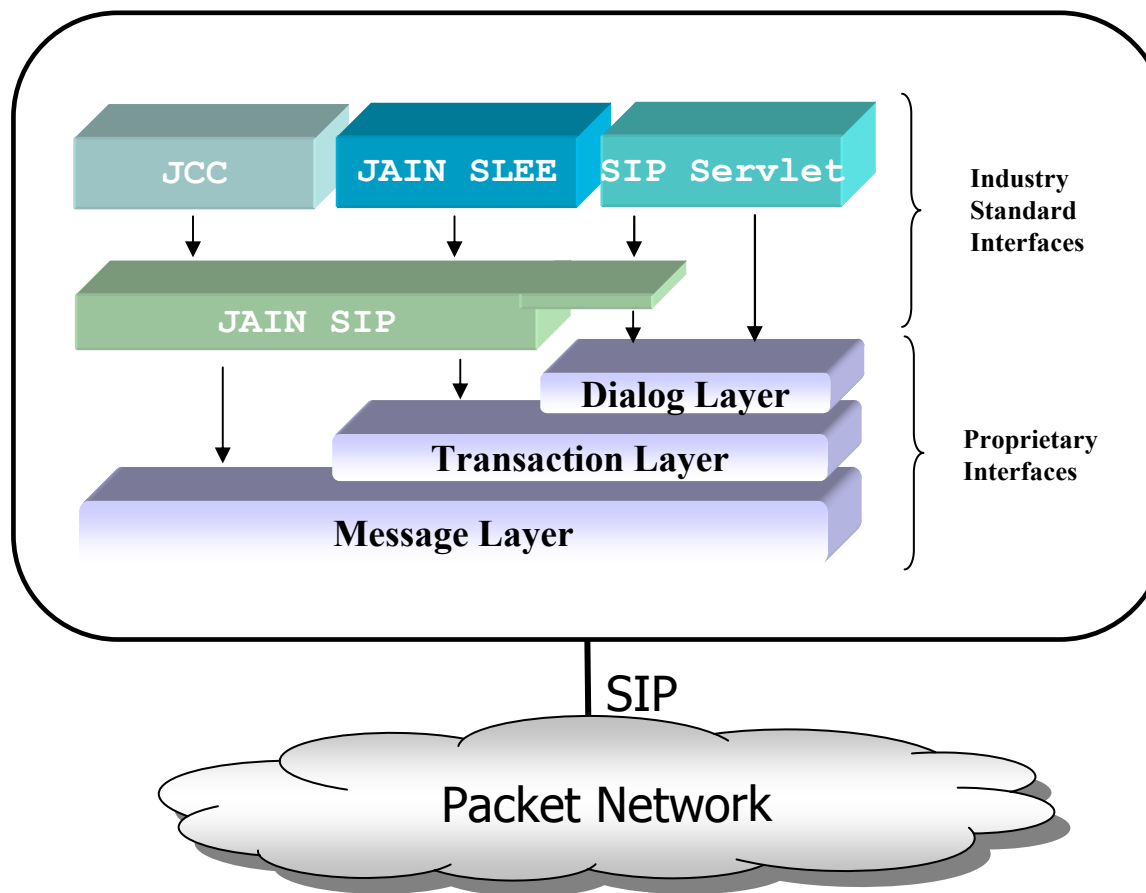 JCC
JAIN SLEE
SIP Servlet
Industry
Standard
Interfaces
JAIN SIP
Dialog Layer
Transaction Layer
Message Layer
Proprietary
Interfaces
SIP
Packet Network